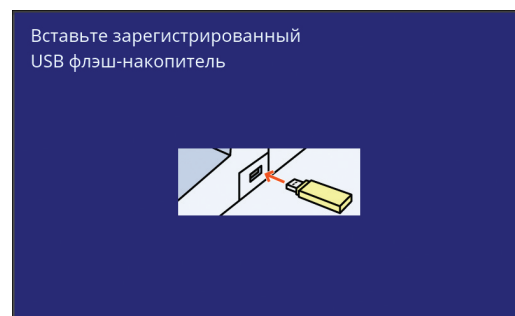 Вставьте зарегистрированный
USB флэш-накопитель